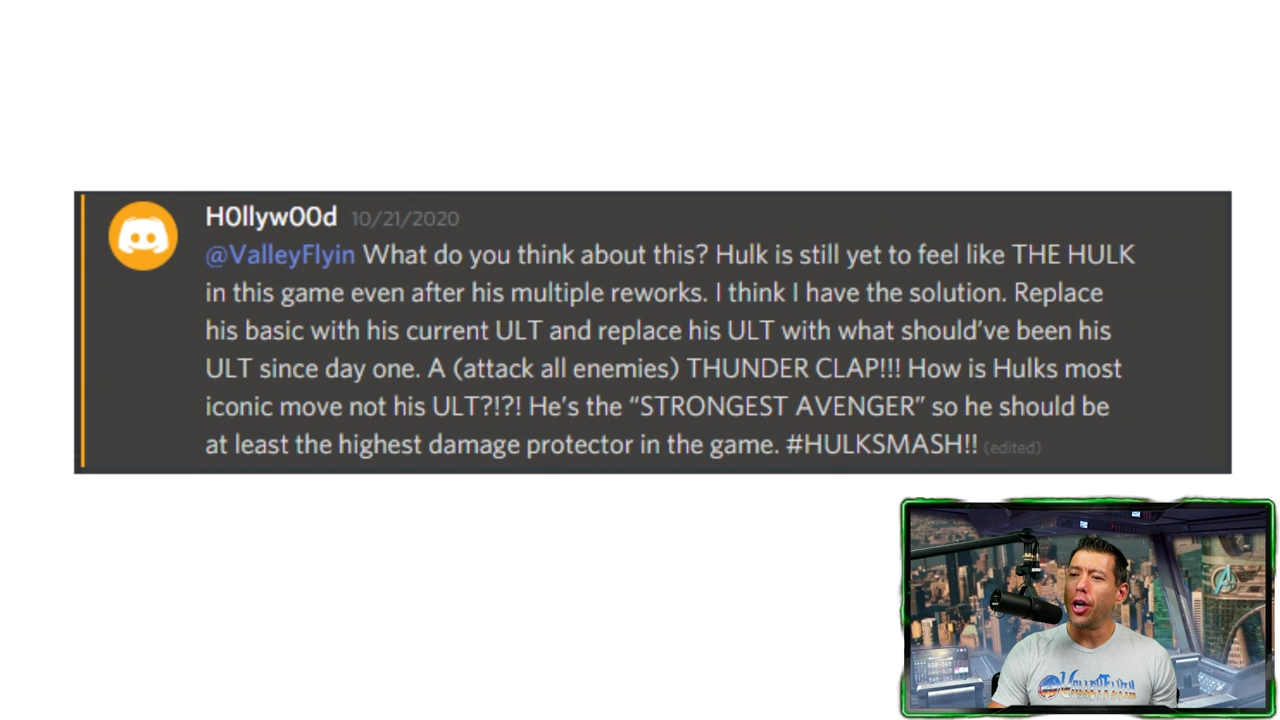 H0llyw00d 10/21/2020
@ValleyFlyin What do you think about this? Hulk is still yet to feel like THE HULK
in this game even after his multiple reworks. I think I have the solution. Replace
his basic with his current ULT and replace his ULT with what should've been his
ULT since day one. A (attack all enemies) THUNDER CLAP!!! How is Hulks most
iconic move not his ULT?!?! He's the “STRONGEST AVENGER” so he should be
at least the highest damage protector in the game. #HULKSMASH!! (edited)
VALLEYFLYIN